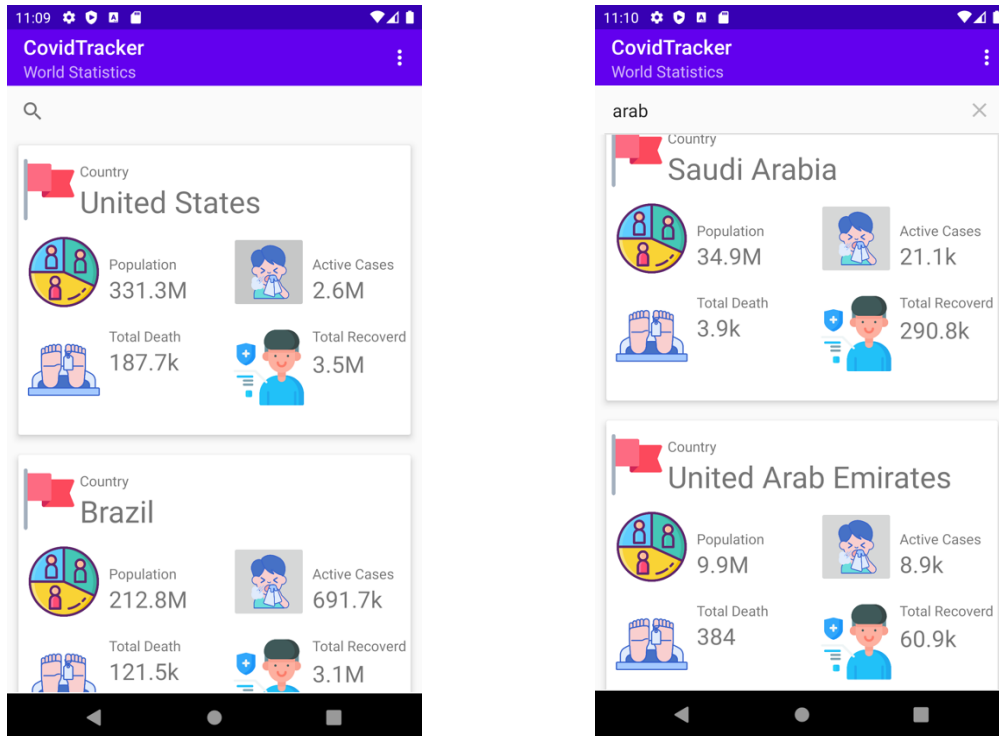 11:09
CovidTracker
World Statistics
Country
United States
Population
331.3M
Active Cases
2.6M
Total Death
187.7k
Total Recoverd
3.5M
Country
Brazil
Population
212.8M
Active Cases
691.7k
Total Death
121.5k
Total Recoverd
3.1M
11:10
CovidTracker
World Statistics
arab
Country
Saudi Arabia
Population
34.9M
Active Cases
21.1k
Total Death
3.9k
Total Recoverd
290.8k
Country
United Arab Emirates
Population
9.9M
Active Cases
8.9k
Total Death
384
Total Recoverd
60.9k